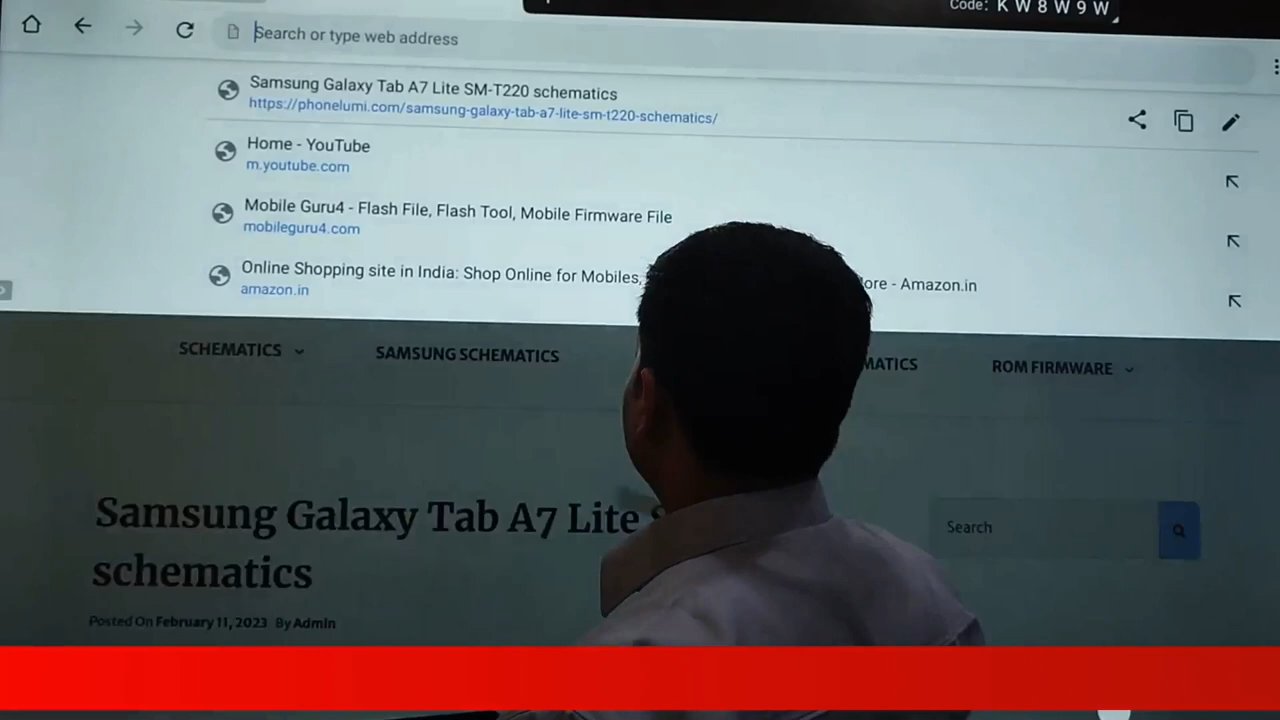 Code: K W 8 W 9 W
Search or type web address
Samsung Galaxy Tab A7 Lite SM-T220 schematics
https://phonelumi.com/samsung-galaxy-tab-a7-lite-sm-t220-schematics/
Home - YouTube
m.youtube.com
Mobile Guru4 - Flash File, Flash Tool, Mobile Firmware File
mobileguru4.com
Online Shopping site in India: Shop Online for Mobiles, ore - Amazon.in
amazon.in
SCHEMATICS SAMSUNG SCHEMATICS MATICS ROM FIRMWARE
Samsung Galaxy Tab A7 Lite
schematics
Search
Posted On February 11, 2023 By Admin